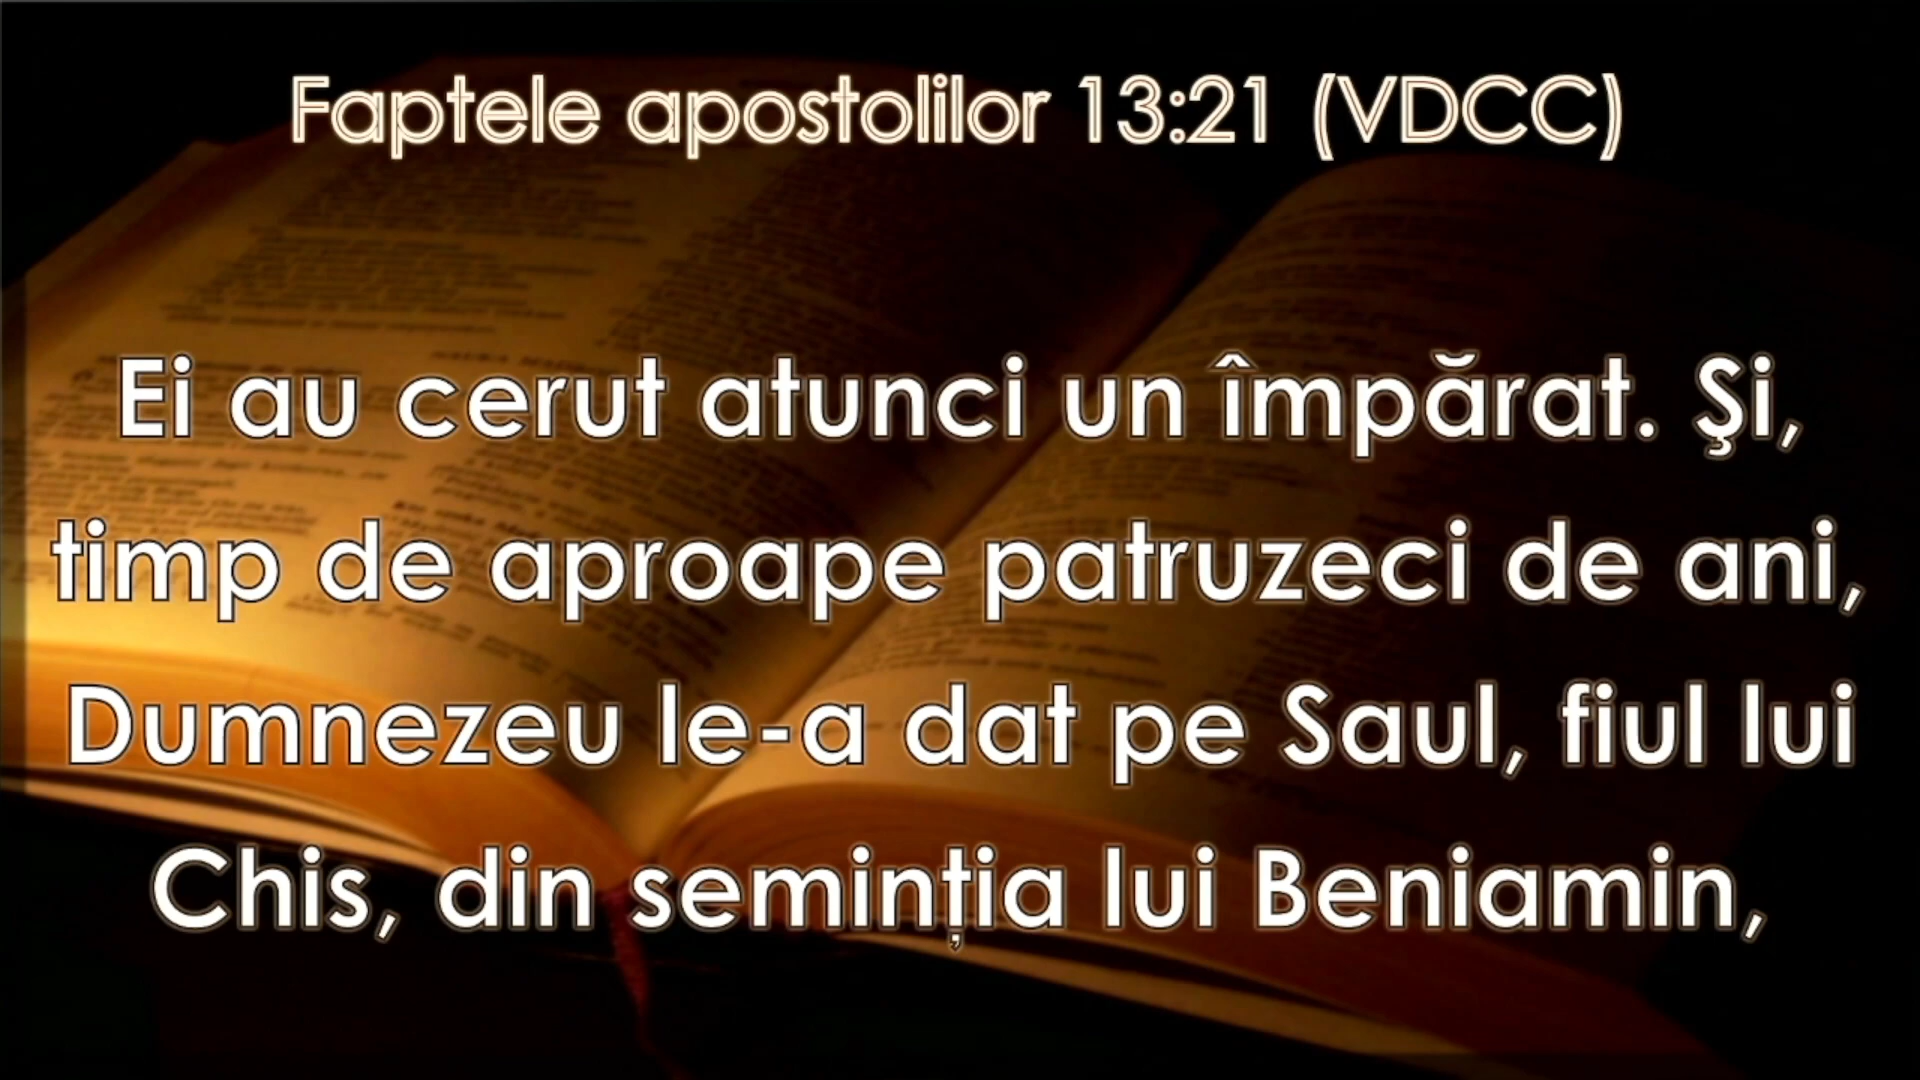 Faptele apostolilor 13:21 (VDCC)
Ei au cerut atunci un împărat. Şi,
timp de aproape patruzeci de ani,
Dumnezeu le-a dat pe Saul, fiul lui
Chis, din seminţia lui Beniamin,